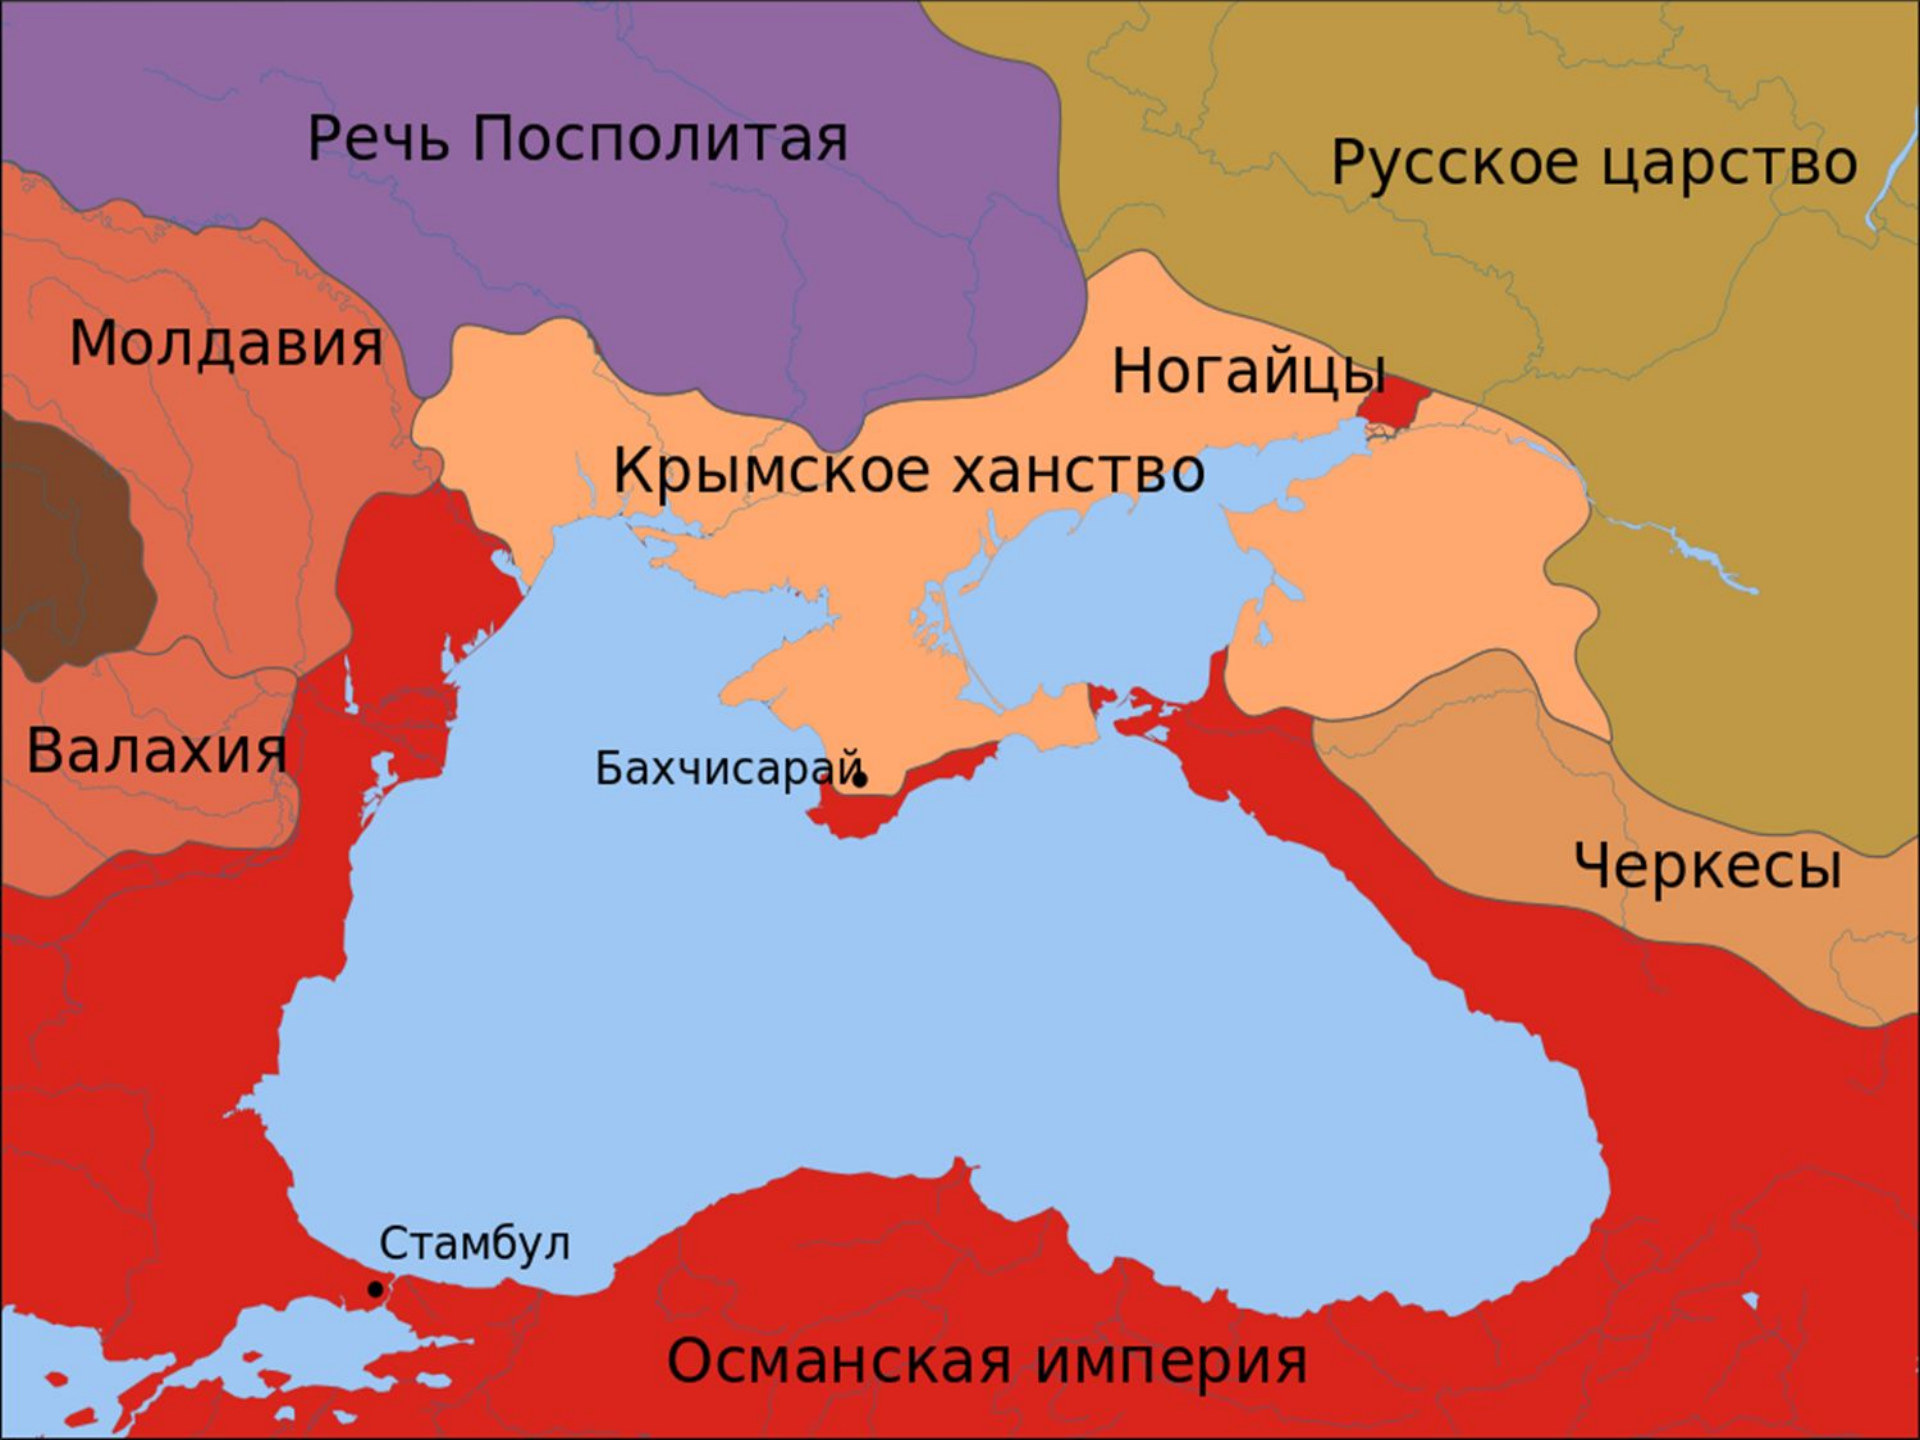 Речь Посполитая
Русское царство
Молдавия
Ногайцы
Крымское ханство
Валахия
Бахчисарай
Черкесы
Стамбул
Османская империя